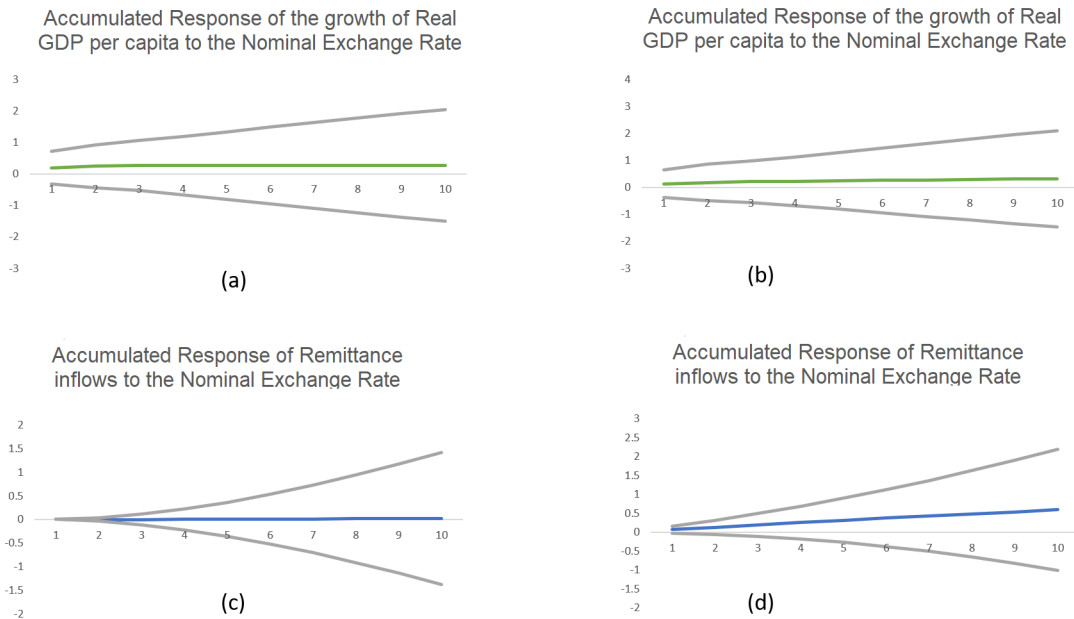 Accumulated Response of the growth of Real
GDP per capita to the Nominal Exchange Rate
3
2
1
0
-1
-2
-3
1 2 3 4 5 6 7 8 9 10
(a)
Accumulated Response of the growth of Real
GDP per capita to the Nominal Exchange Rate
4
3
2
1
0
-1
-2
-3
1 2 3 4 5 6 7 8 9 10
(b)
Accumulated Response of Remittance
inflows to the Nominal Exchange Rate
2
1.5
1
0.5
0
-0.5
-1
-1.5
-2
1 2 3 4 5 6 7 8 9 10
(c)
Accumulated Response of Remittance
inflows to the Nominal Exchange Rate
3
2.5
2
1.5
1
0.5
0
-0.5
-1
-1.5
-2
1 2 3 4 5 6 7 8 9 10
(d)